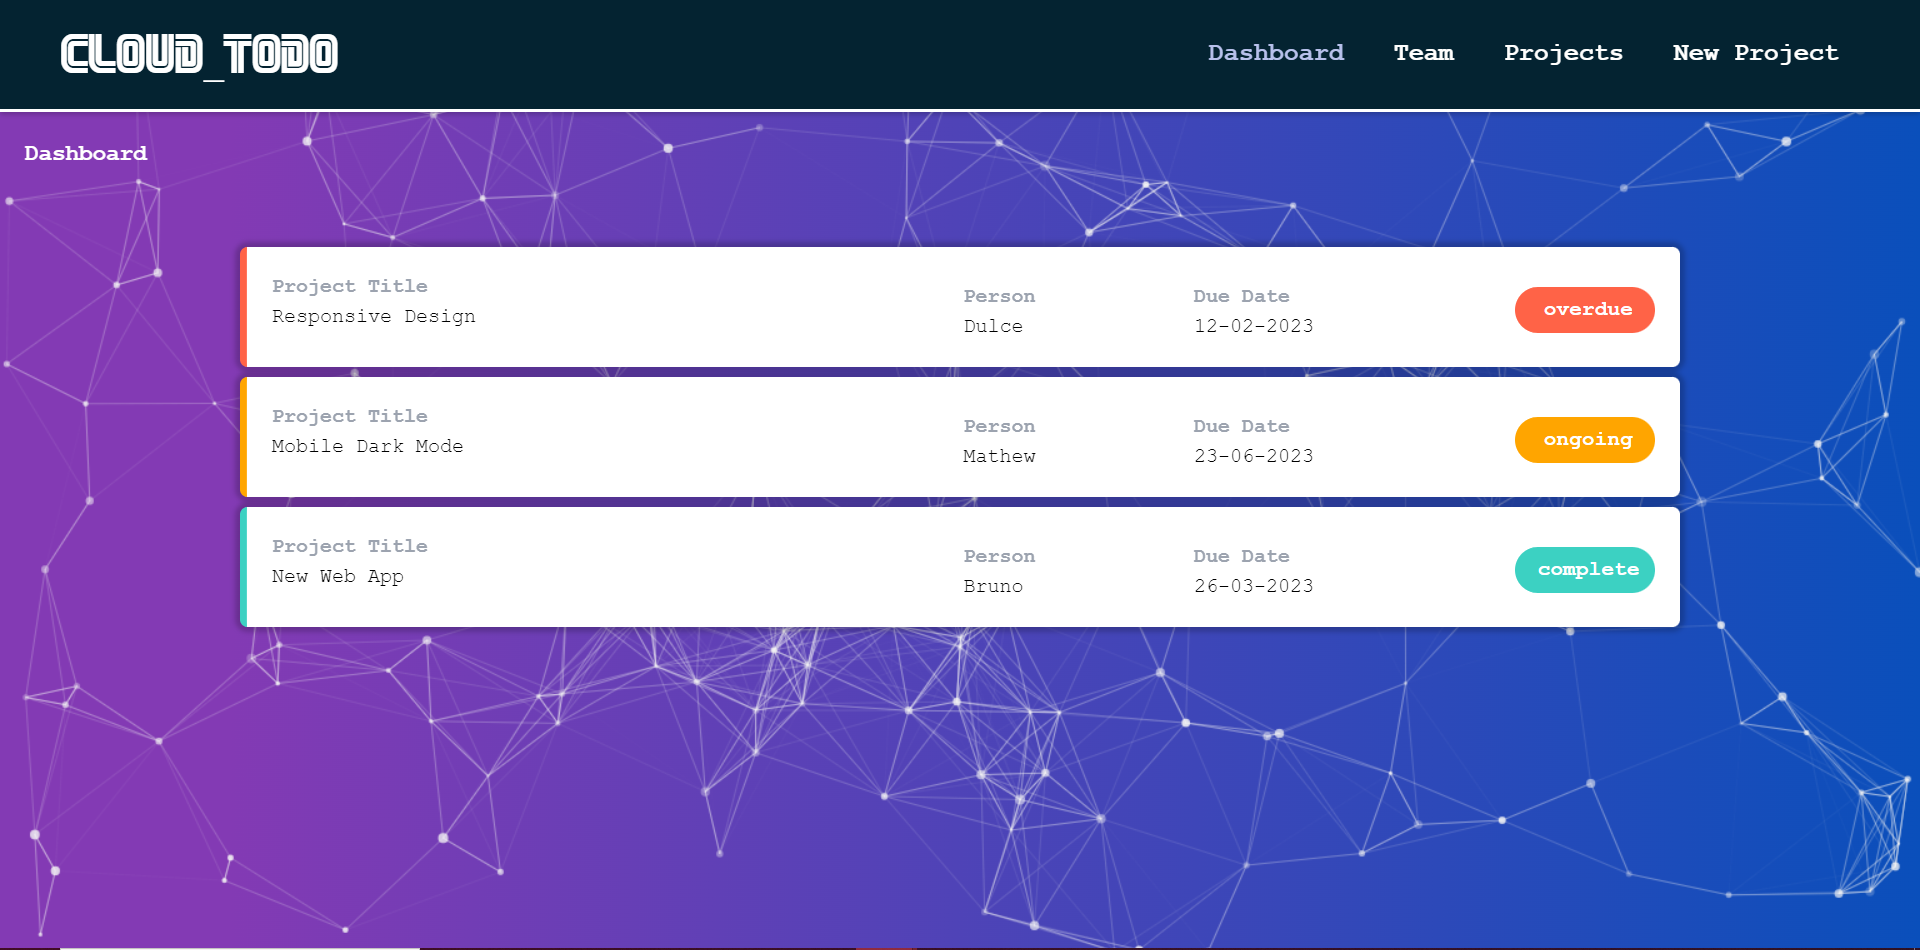 CLOUD_TODO
Dashboard Team Projects New Project
Dashboard
Project Title
Responsive Design
Person
Dulce
Due Date
12-02-2023
overdue
Project Title
Mobile Dark Mode
Person
Mathew
Due Date
23-06-2023
ongoing
Project Title
New Web App
Person
Bruno
Due Date
26-03-2023
complete